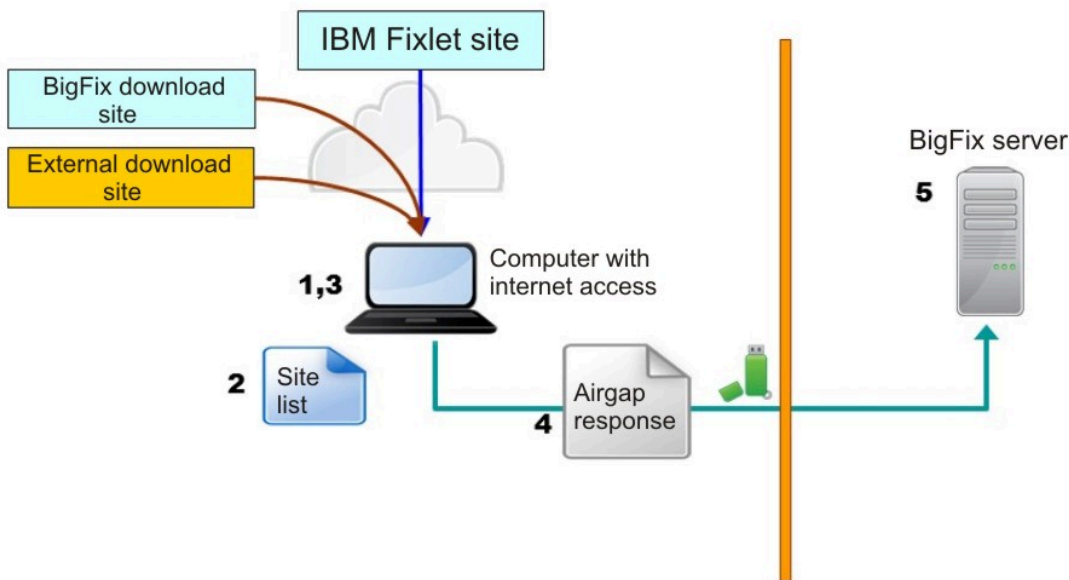 IBM Fixlet site
BigFix download
site
External download
site
BigFix server
5
1,3
Computer with
internet access
2
Site
list
4
Airgap
response